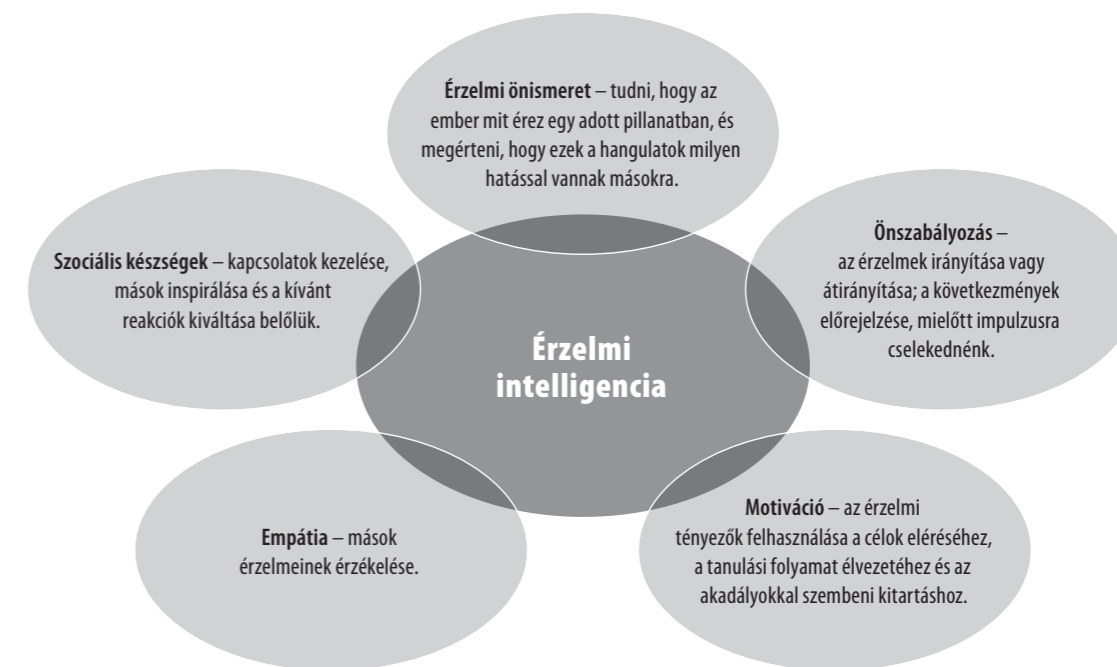 Érzelmi önismeret – tudni, hogy az
ember mit érez egy adott pillanatban, és
megérteni, hogy ezek a hangulatok milyen
hatással vannak másokra.
Szociális készségek – kapcsolatok kezelése,
mások inspirálása és a kívánt
reakciók kiváltása belőlük.
Önszabályozás –
az érzelmek irányítása vagy
átirányítása; a következmények
előrejelzése, mielőtt impulzusra
cselekednénk.
Érzelmi
intelligencia
Empátia – mások
érzelmeinek érzékelése.
Motiváció – az érzelmi
tényezők felhasználása a célok eléréséhez,
a tanulási folyamat élvezetéhez és az
akadályokkal szembeni kitartáshoz.